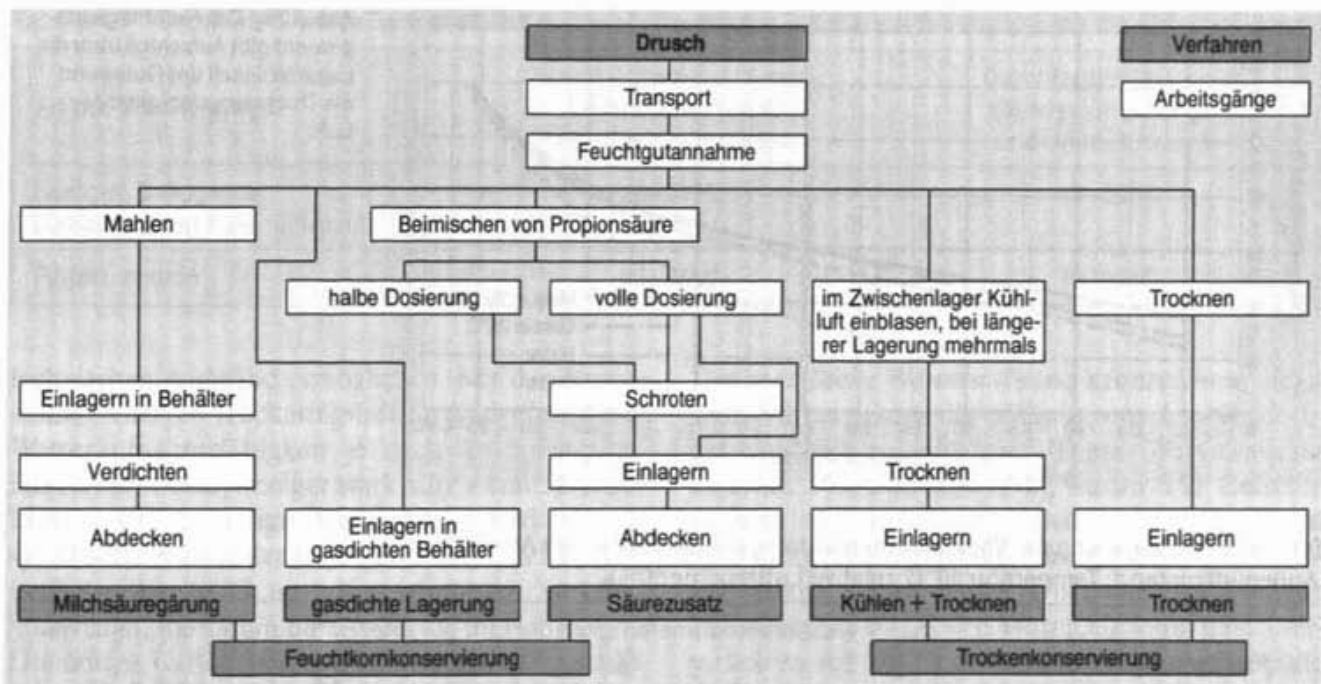 Drusch
Verfahren
Transport
Arbeitsgänge
Feuchtgutannahme
Mahlen
Beimischen von Propionsäure
halbe Dosierung
volle Dosierung
im Zwischenlager Kühl-
luft einblasen, bei länge-
rer Lagerung mehrmals
Trocknen
Einlagern in Behälter
Schroten
Verdichten
Einlagern
Trocknen
Abdecken
Einlagern in
gasdichten Behälter
Abdecken
Einlagern
Einlagern
Milchsäuregärung
gasdichte Lagerung
Säurezusatz
Kühlen + Trocknen
Trocknen
Feuchtkornkonservierung
Trockenkonservierung